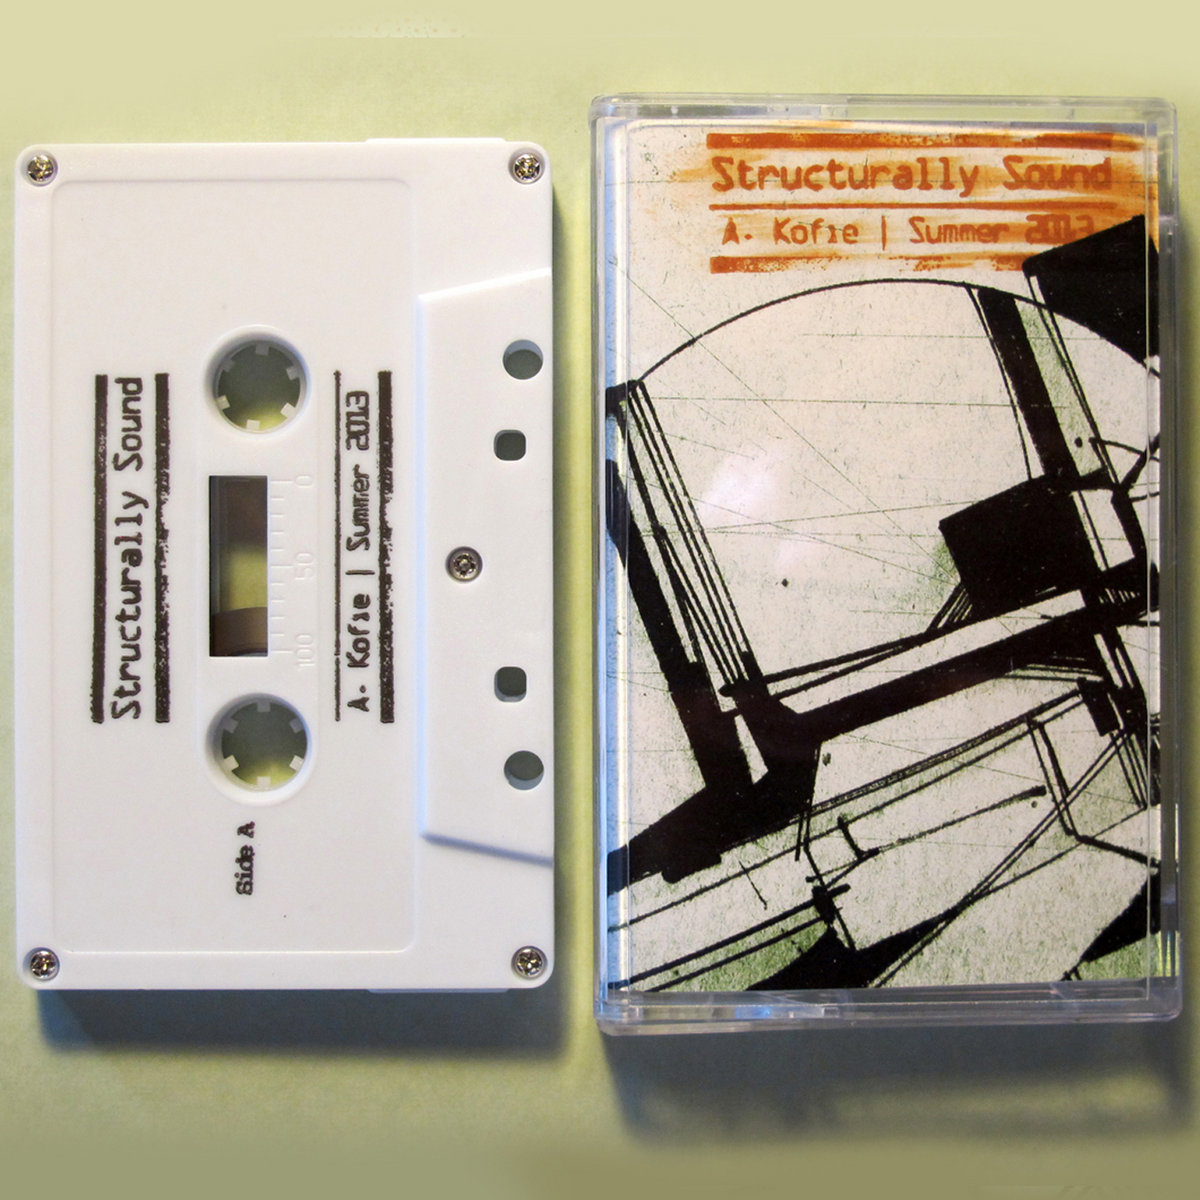 Structurally Sound
A. Kofie | Summer 2013
Side A
0
50
100
Structurally Sound
A. Kofie | Summer 2013